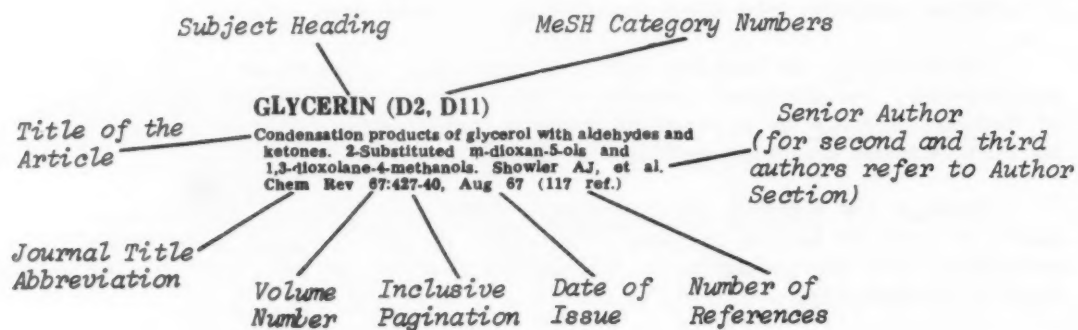 Subject Heading
MeSH Category Numbers
GLYCERIN (D2, D11)
Title of the
Article
Condensation products of glycerol with aldehydes and
ketones. 2-Substituted m-dioxan-5-ols and
1,3-dioxolane-4-methanols. Showler AJ, et al.
Chem Rev 67:427-40, Aug 67 (117 ref.)
Senior Author
(for second and third
authors refer to Author
Section)
Journal Title
Abbreviation
Volume
Number
Inclusive
Pagination
Date of
Issue
Number of
References